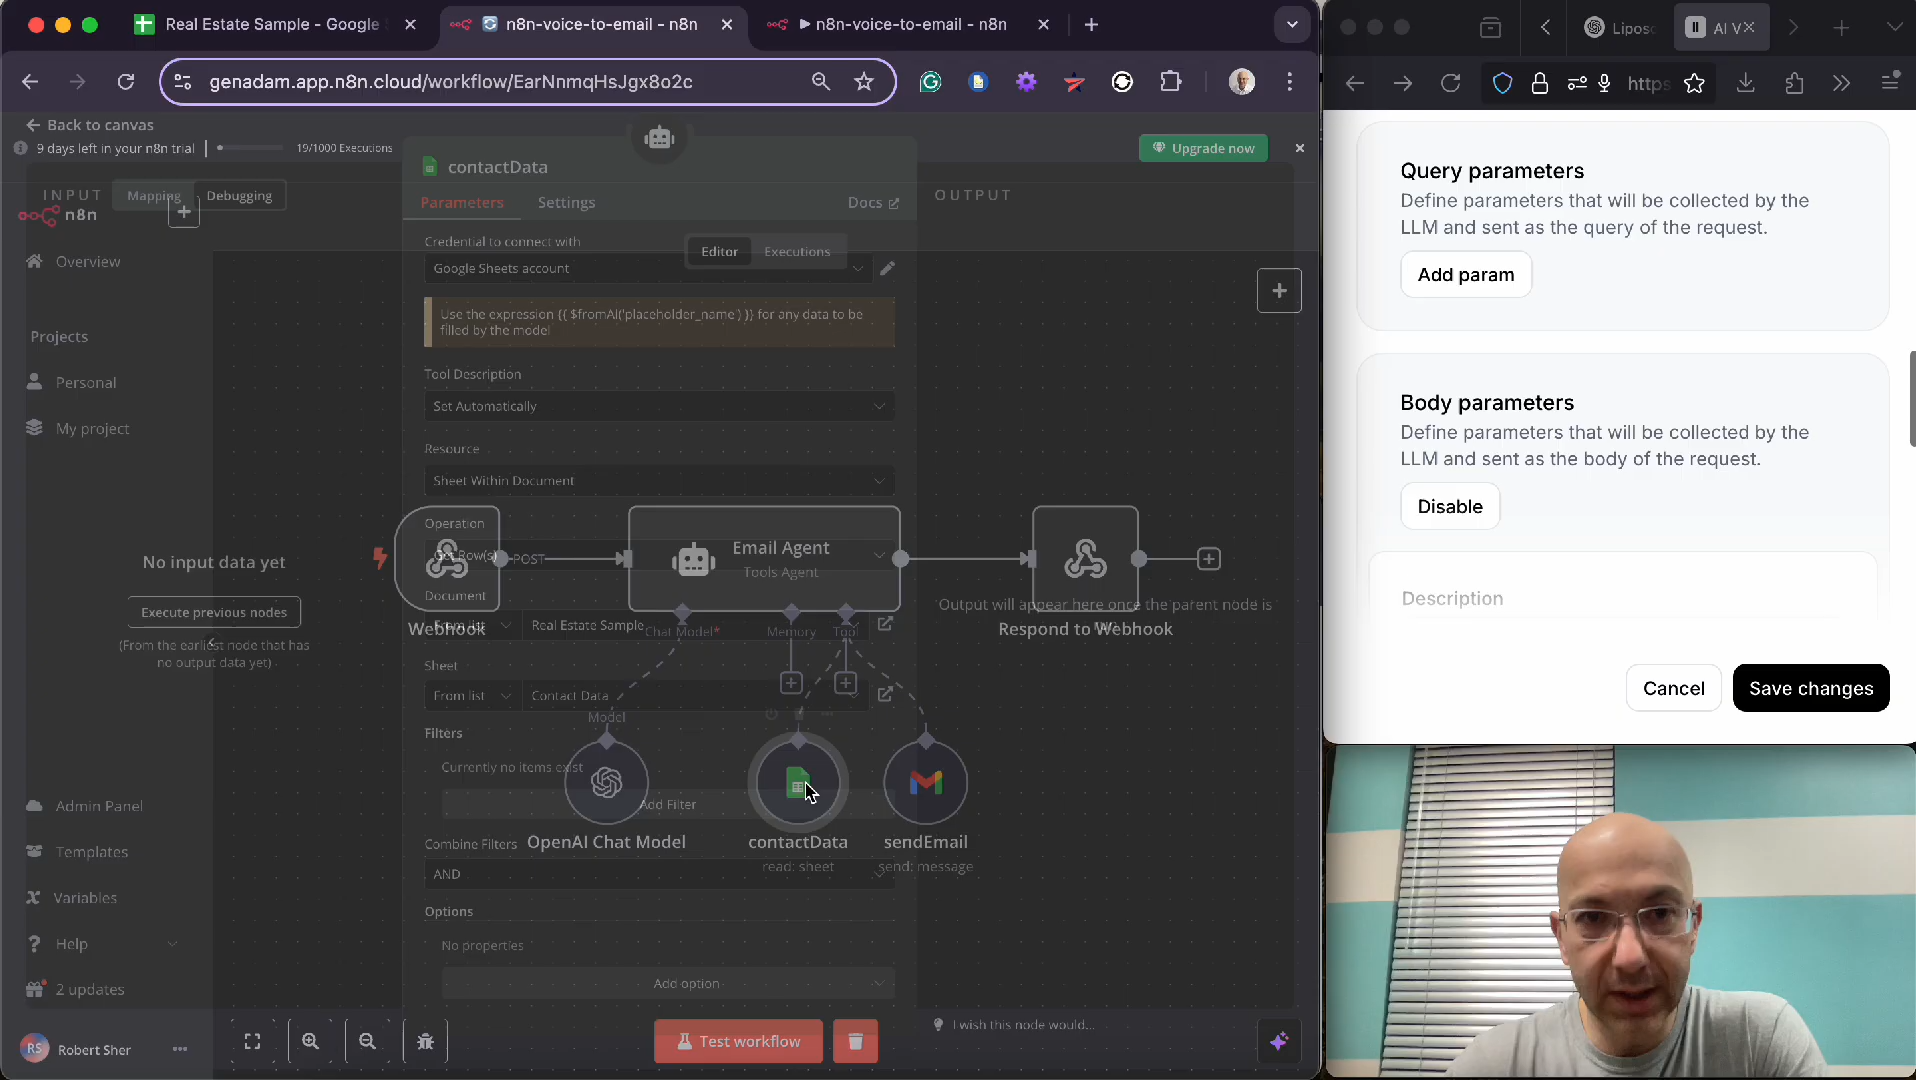 Real Estate Sample - Google S
n8n-voice-to-email - n8n
n8n-voice-to-email - n8n
genadam.app.n8n.cloud/workflow/EarNnmqHsJgx8o2c
Back to canvas
9 days left in your n8n trial
19/1000 Executions
Upgrade now
INPUT
Mapping
Debugging
n8n
contactData
Parameters
Settings
Docs
OUTPUT
Credential to connect with
Google Sheets account
Editor
Executions
Use the expression {{ $fromAI('placeholder_name') }} for any data to be
filled by the model
Tool Description
Set Automatically
Resource
Sheet Within Document
Operation
Get Row(s)
Document
From list
Real Estate Sample
Sheet
From list
Contact Data
Filters
Currently no items exist
Add Filter
Combine Filters
AND
Options
No properties
Add option
Overview
Projects
Personal
My project
No input data yet
Execute previous nodes
(From the earliest node that has
no output data yet)
Admin Panel
Templates
Variables
Help
2 updates
RS
Robert Sher
POST
Webhook
Email Agent
Tools Agent
Chat Model*
Memory
Tool
Respond to Webhook
Output will appear here once the parent node is
run
Model
OpenAI Chat Model
contactData
read: sheet
sendEmail
send: message
Test workflow
I wish this node would...
Liposo
AI V
https
Query parameters
Define parameters that will be collected by the
LLM and sent as the query of the request.
Add param
Body parameters
Define parameters that will be collected by the
LLM and sent as the body of the request.
Disable
Description
Cancel
Save changes